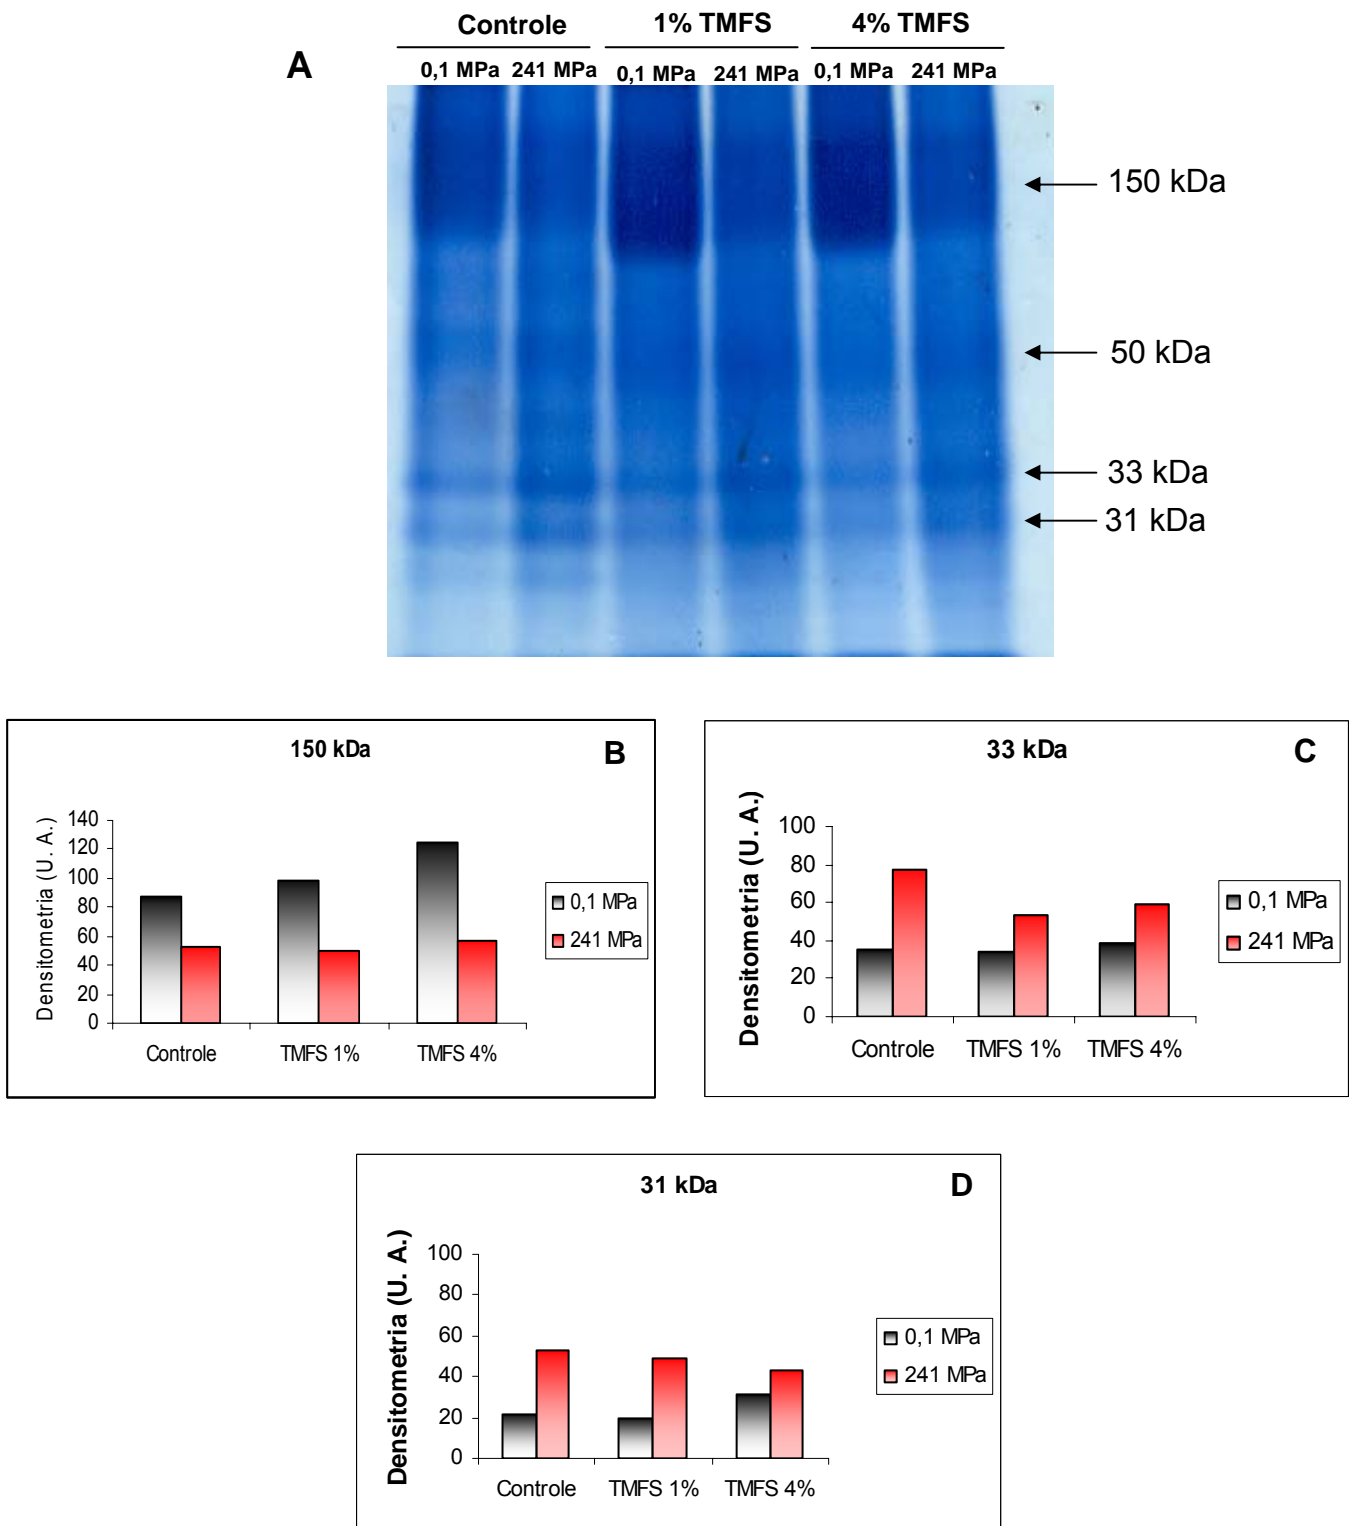 Controle 1% TMFS 4% TMFS
A
0,1 MPa 241 MPa 0,1 MPa 241 MPa 0,1 MPa 241 MPa
150 kDa
50 kDa
33 kDa
31 kDa
150 kDa B
Densitometria (U. A.)
140
120
100
80
60
40
20
0
Controle TMFS 1% TMFS 4%
0,1 MPa
241 MPa
33 kDa C
Densitometria (U. A.)
100
80
60
40
20
0
Controle TMFS 1% TMFS 4%
0,1 MPa
241 MPa
31 kDa D
Densitometria (U. A.)
100
80
60
40
20
0
Controle TMFS 1% TMFS 4%
0,1 MPa
241 MPa